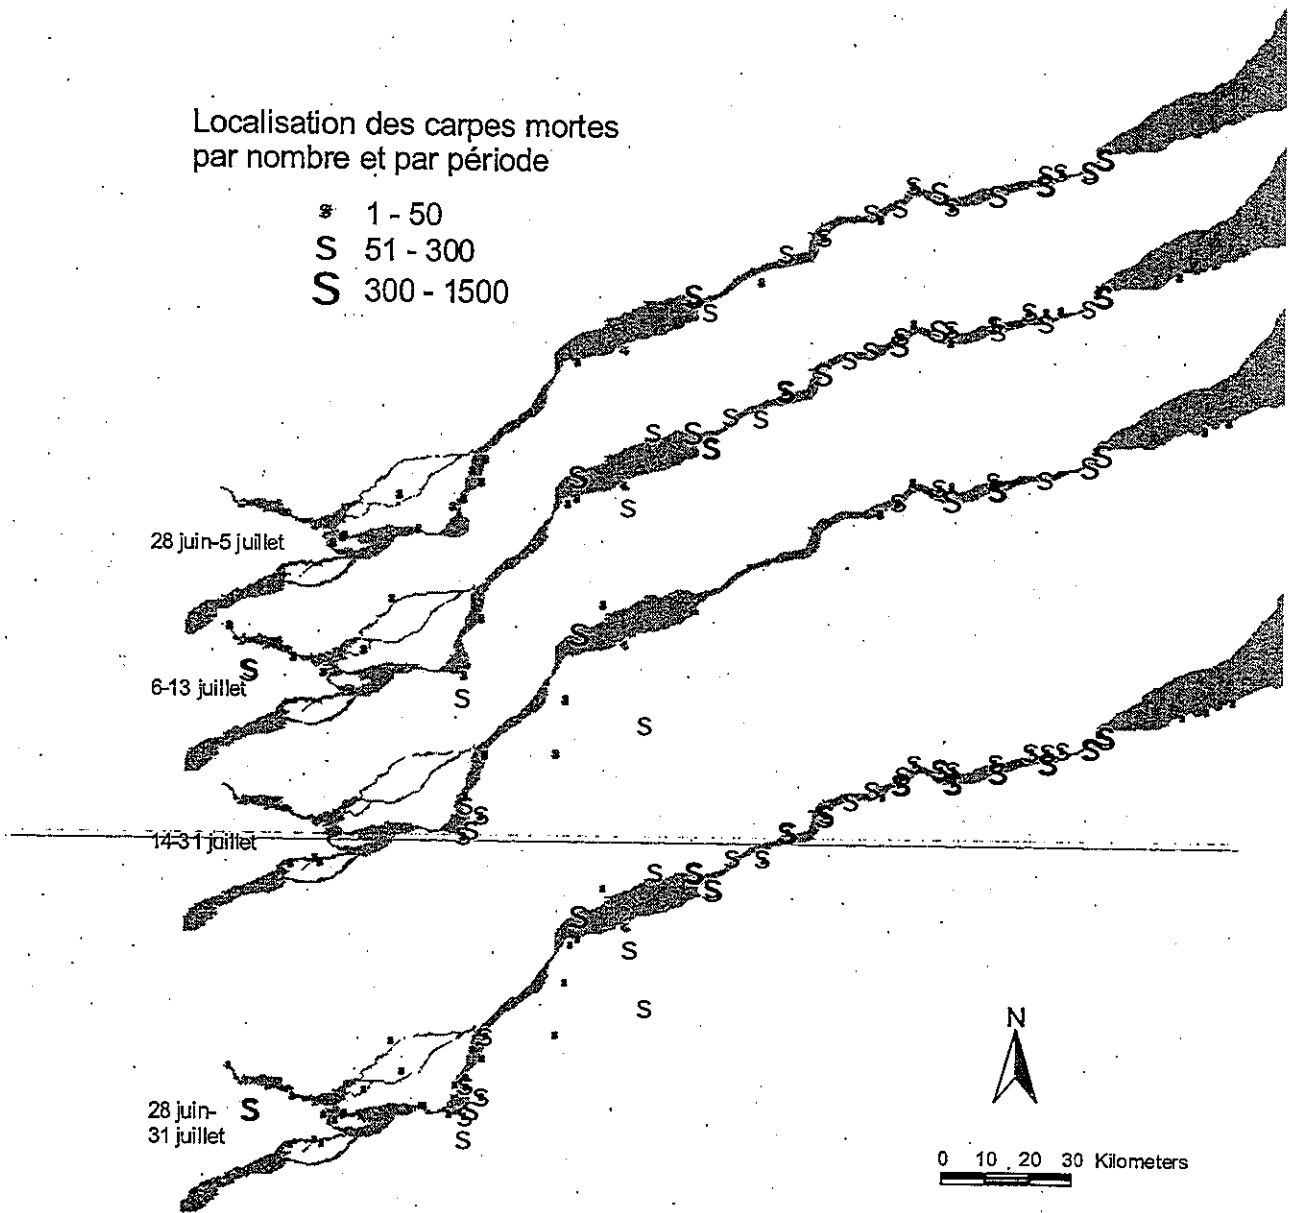 Localisation des carpes mortes
par nombre et par période
s 1 - 50
S 51 - 300
S 300 - 1500
28 juin-5 juillet
6-13 juillet
14-31 juillet
28 juin-
31 juillet
N
0 10 20 30 Kilometers